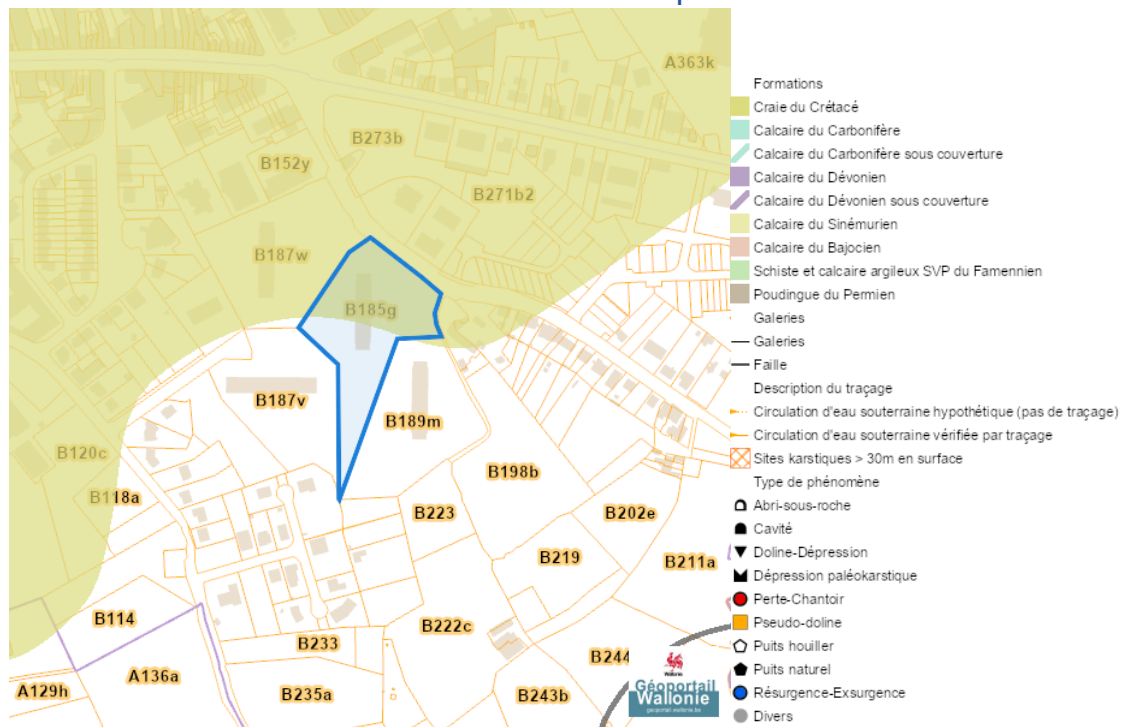 A363k
B273b
B152y
B271b2
B187w
B185g
B187v
B189m
B120c
B198b
B118a
B223
B202e
B219
B211a
B114
B222c
B233
B244
A136a
A129h
B235a
B243b
Wallonie
Géoportail
Wallonie
geoportail.wallonie.be
Formations
Craie du Crétacé
Calcaire du Carbonifère
Calcaire du Carbonifère sous couverture
Calcaire du Dévonien
Calcaire du Dévonien sous couverture
Calcaire du Sinémurien
Calcaire du Bajocien
Schiste et calcaire argileux SVP du Famennien
Poudingue du Permien
Galeries
Galeries
Faille
Description du traçage
Circulation d'eau souterraine hypothétique (pas de traçage)
Circulation d'eau souterraine vérifiée par traçage
Sites karstiques > 30m en surface
Type de phénomène
Abri-sous-roche
Cavité
Doline-Dépression
Dépression paléokarstique
Perte-Chantoir
Pseudo-doline
Puits houiller
Puits naturel
Résurgence-Exsurgence
Divers